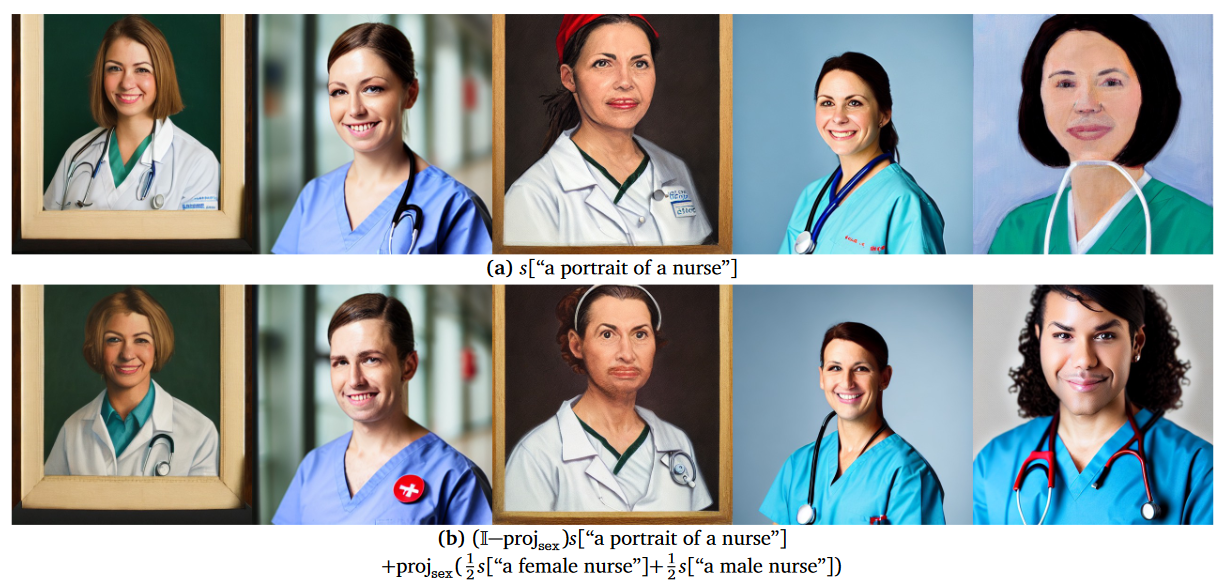 (a) s[“a portrait of a nurse”]
(b) (𝕀−proj_sex)s[“a portrait of a nurse”]
+proj_sex(½s[“a female nurse”]+½s[“a male nurse”])